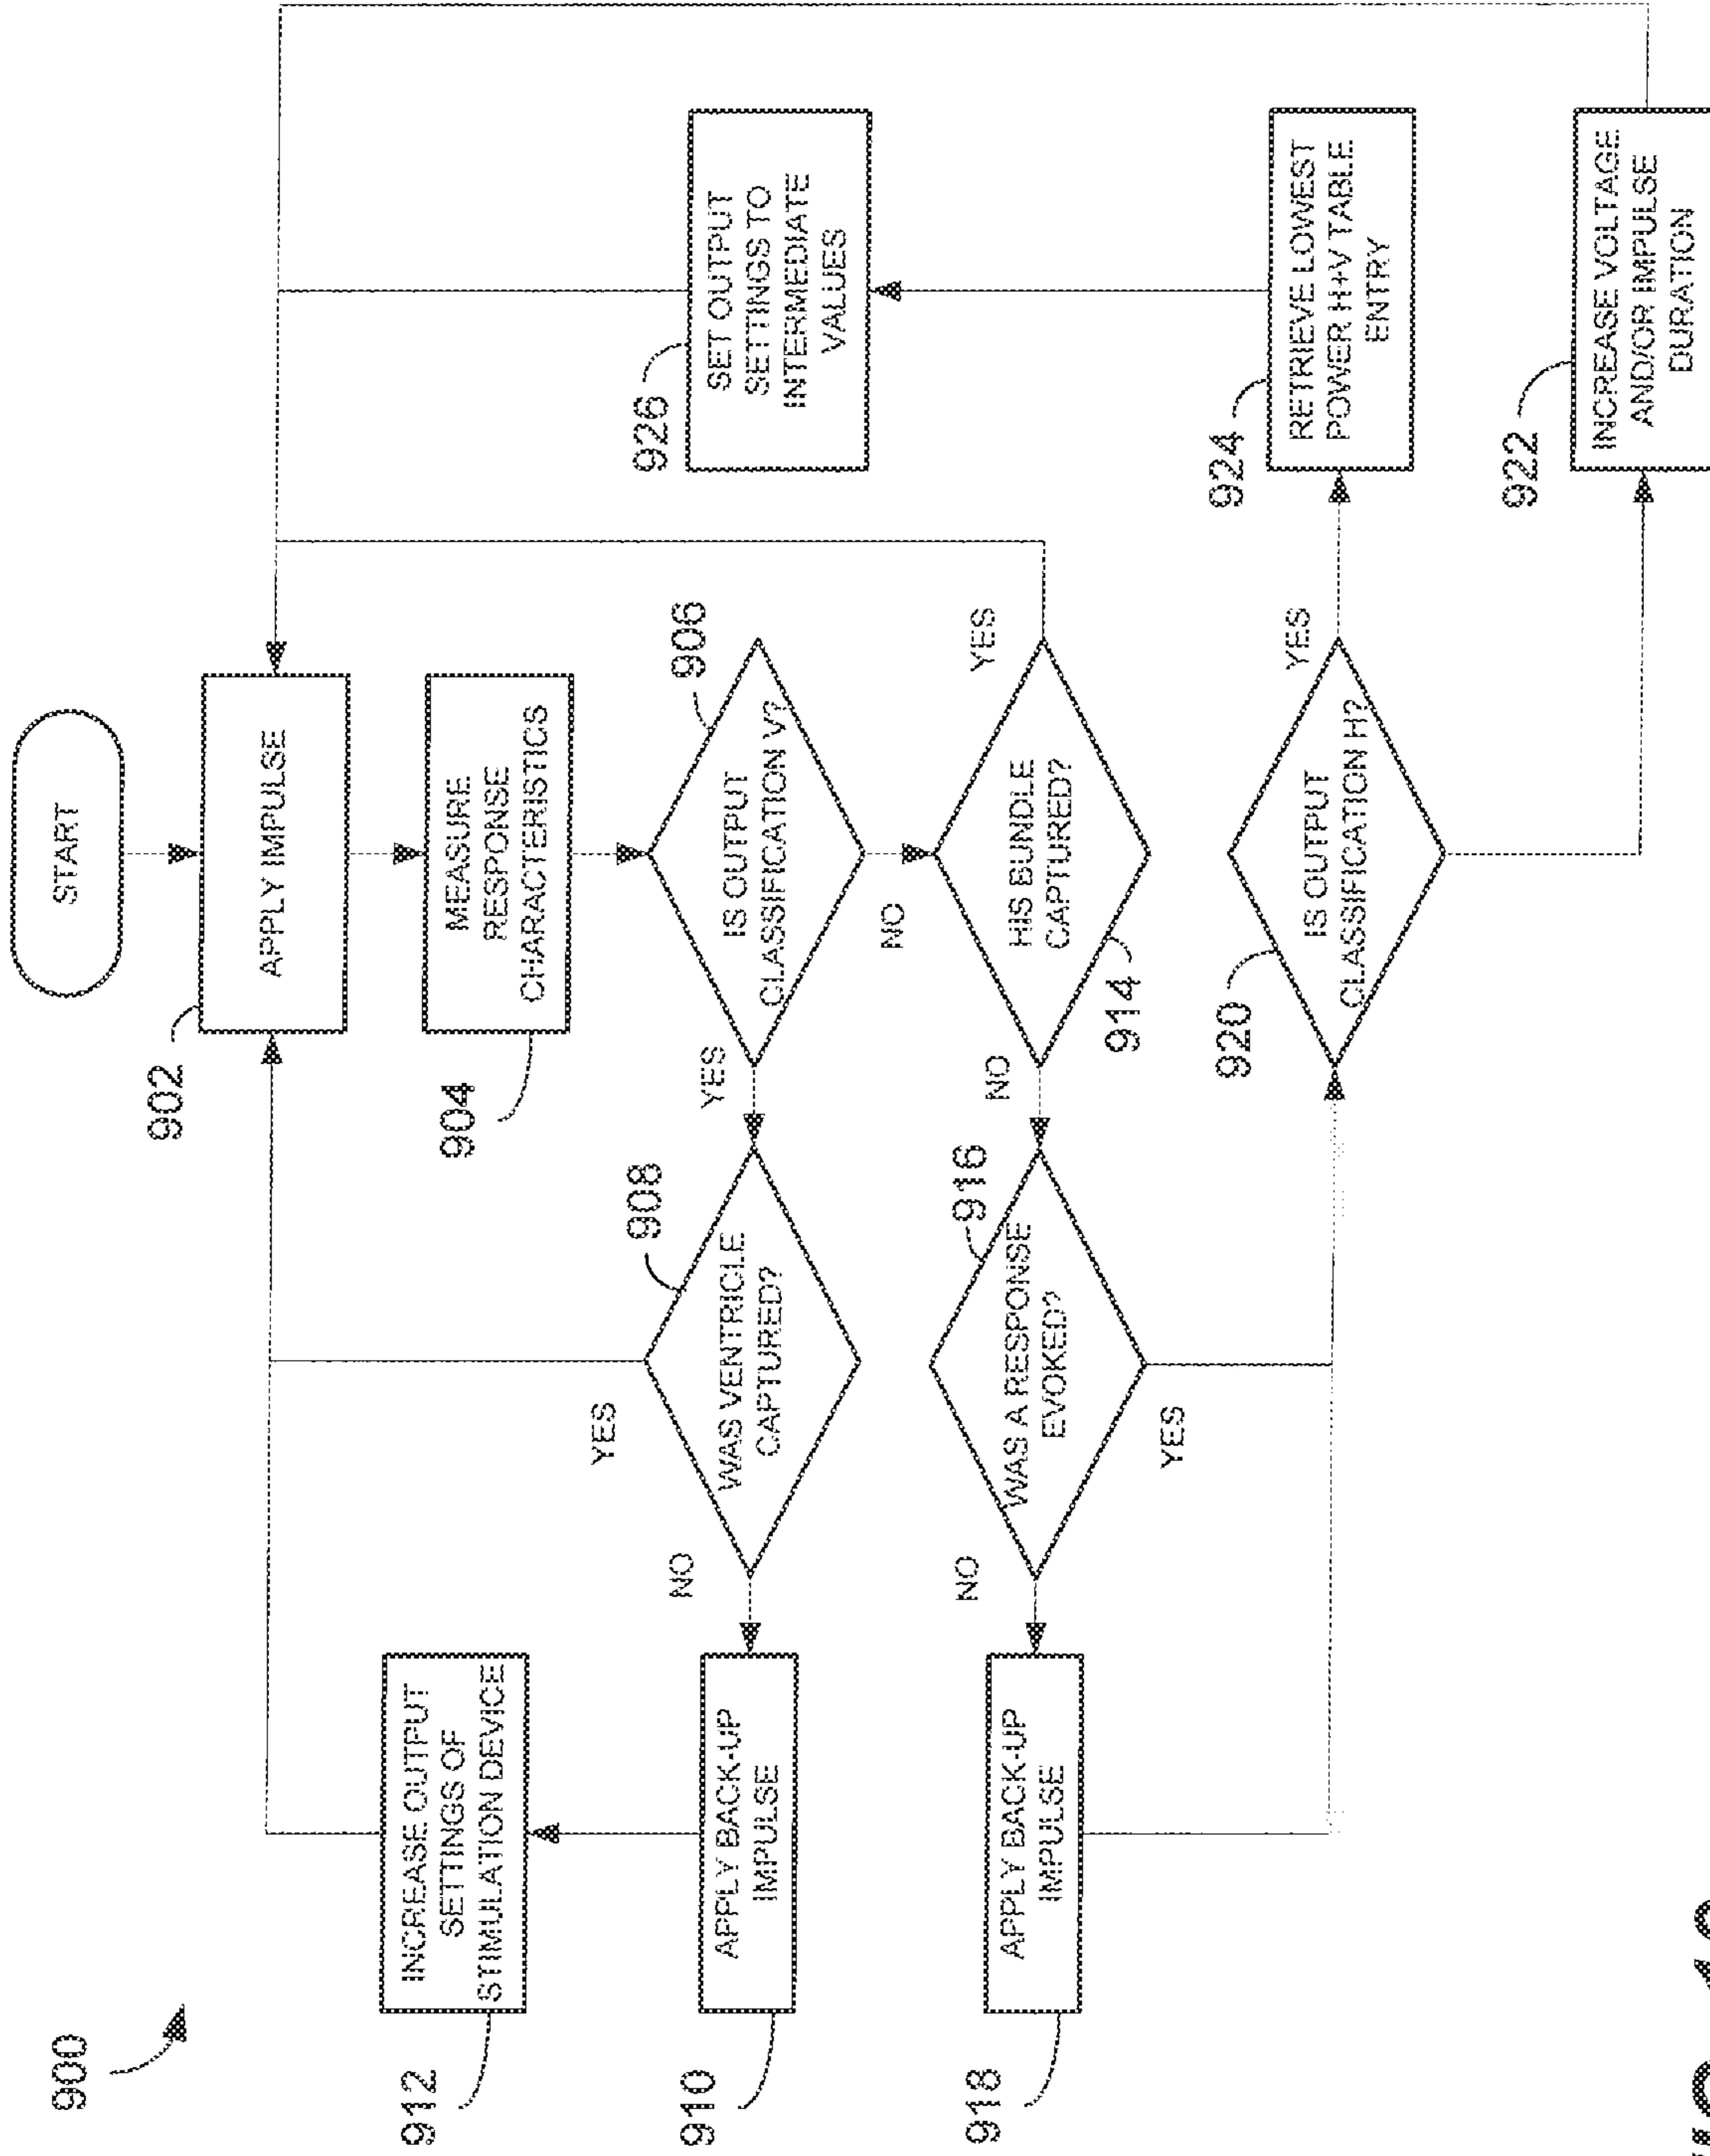 900
START
902
APPLY IMPULSE
904
MEASURE
RESPONSE
CHARACTERISTICS
906
IS OUTPUT
CLASSIFICATION V?
YES
NO
908
WAS VENTRICLE
CAPTURED?
YES
NO
912
INCREASE OUTPUT
SETTINGS OF
STIMULATION DEVICE
910
APPLY BACK-UP
IMPULSE
914
HIS BUNDLE
CAPTURED?
YES
NO
916
WAS A RESPONSE
EVOKED?
NO
YES
918
APPLY BACK-UP
IMPULSE
920
IS OUTPUT
CLASSIFICATION H?
YES
926
SET OUTPUT
SETTINGS TO
INTERMEDIATE
VALUES
924
RETRIEVE LOWEST
POWER H+V TABLE
ENTRY
922
INCREASE VOLTAGE
AND/OR IMPULSE
DURATION